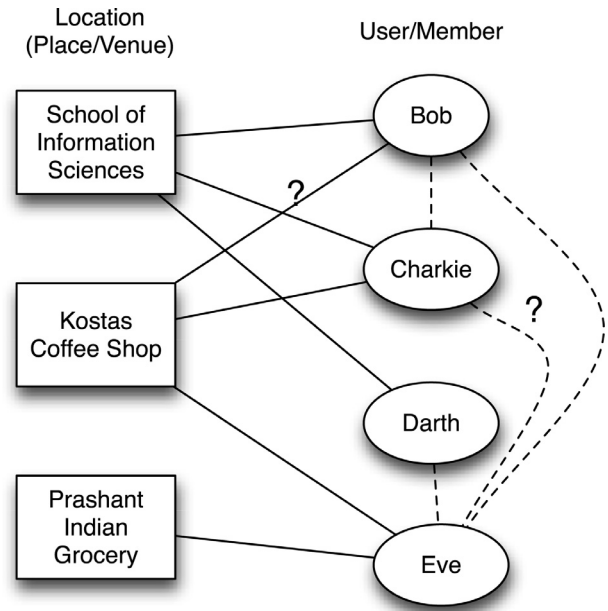 Location
(Place/Venue)
User/Member
School of
Information
Sciences
Bob
?
Charkie
Kostas
Coffee Shop
?
Darth
Prashant
Indian
Grocery
Eve